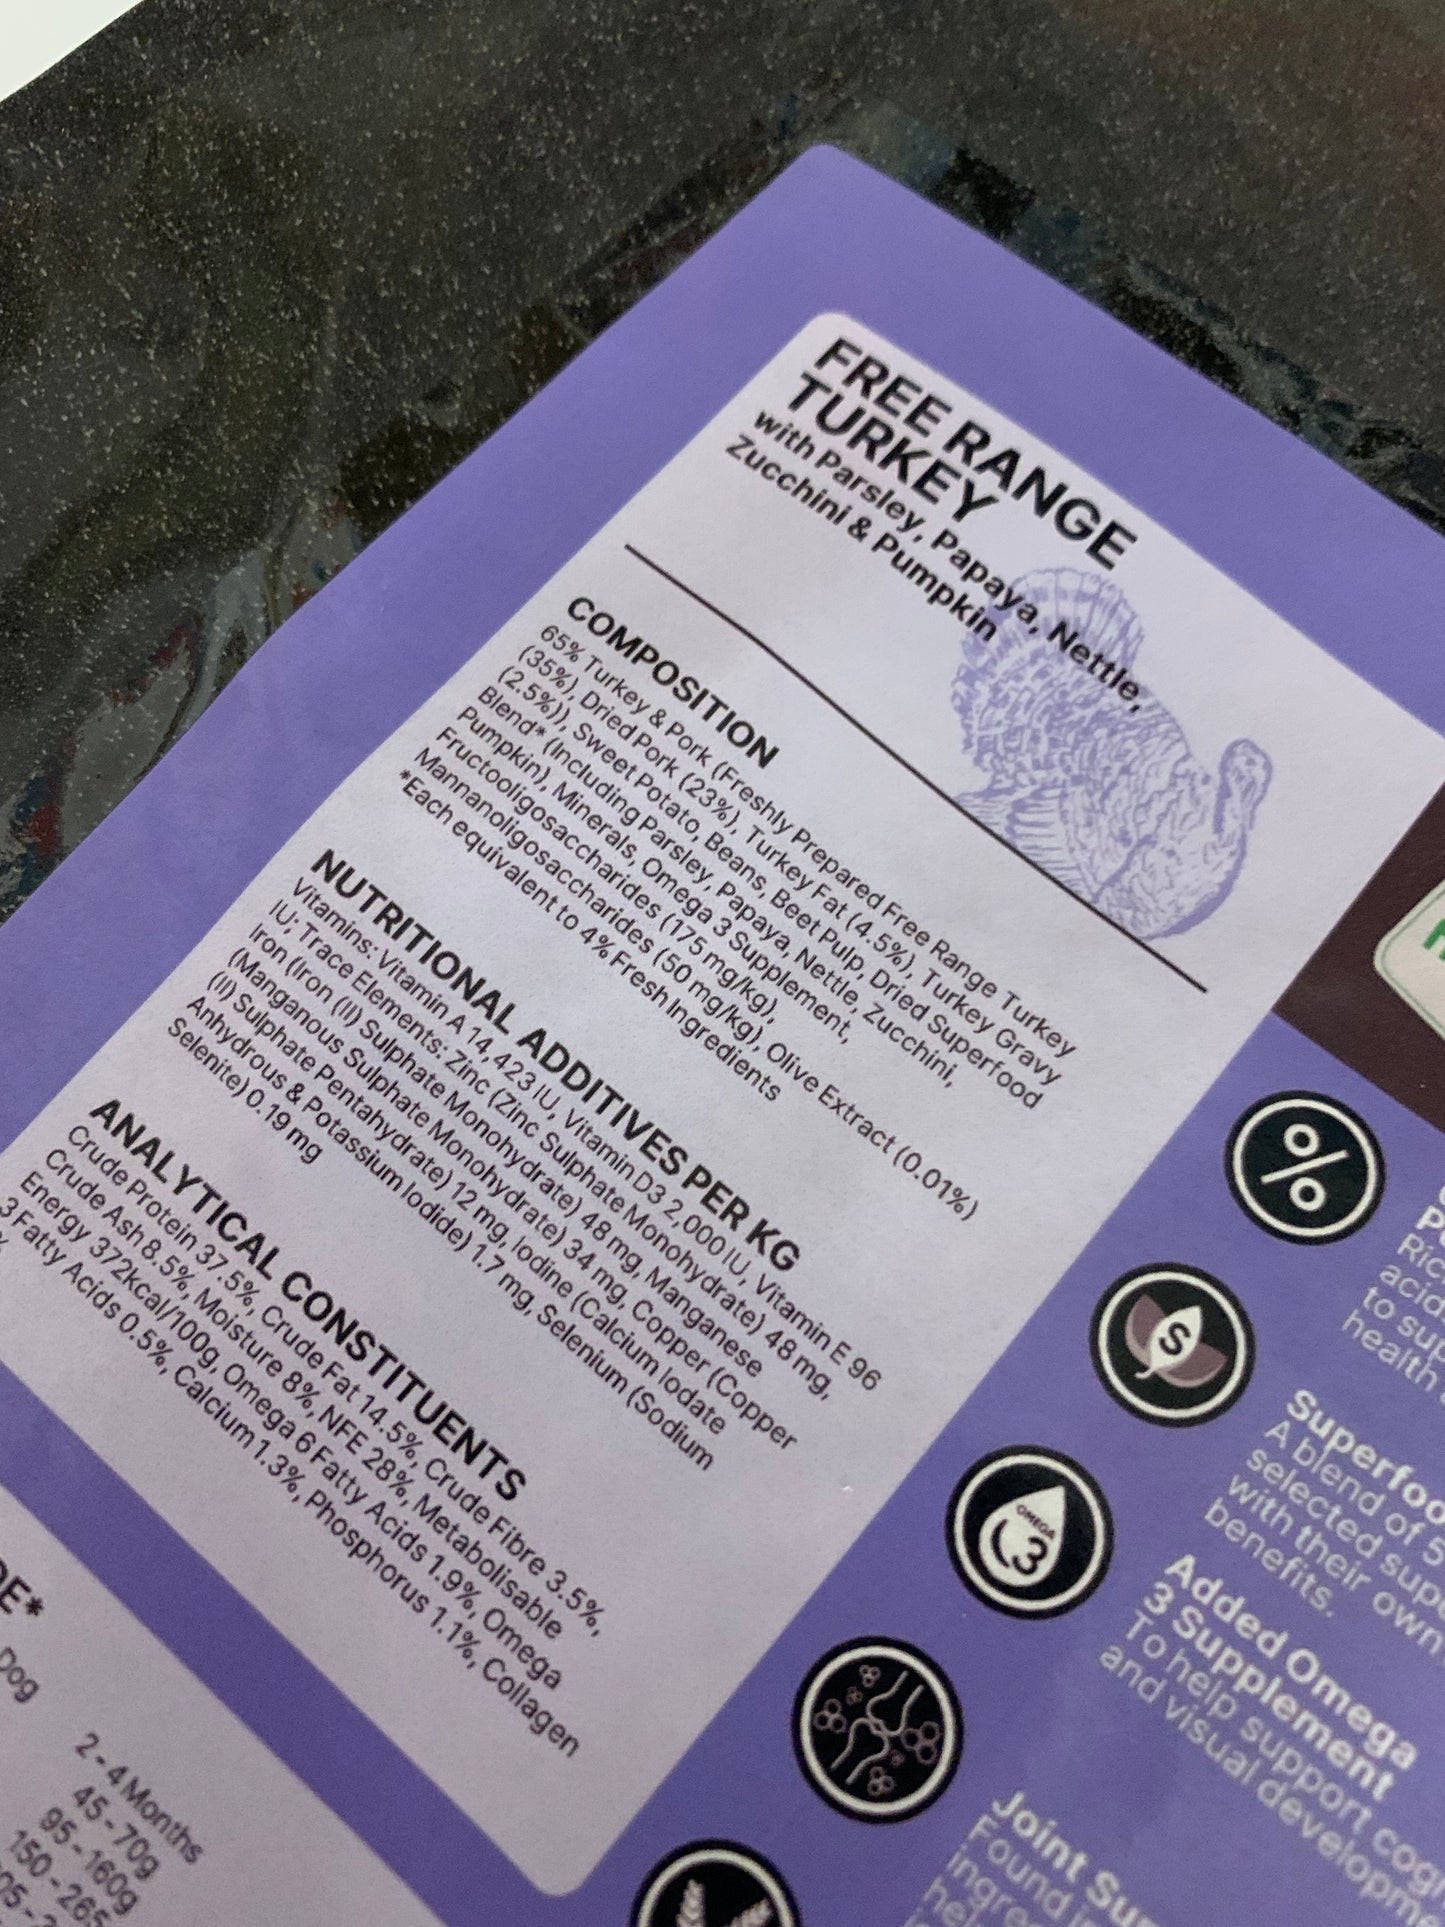 FREE RANGE
TURKEY
with Parsley, Papaya, Nettle,
Zucchini & Pumpkin
COMPOSITION
65% Turkey & Pork (Freshly Prepared Free Range Turkey
(35%), Dried Pork (23%), Turkey Fat (4.5%), Turkey Gravy
(2.5%)), Sweet Potato, Beans, Beet Pulp, Dried Superfood
Blend* (Including Parsley, Papaya, Nettle, Zucchini,
Pumpkin), Minerals, Omega 3 Supplement,
Fructooligosaccharides (175 mg/kg),
Mannanoligosaccharides (50 mg/kg), Olive Extract (0.01%)
*Each equivalent to 4% Fresh Ingredients
NUTRITIONAL ADDITIVES PER KG
Vitamins: Vitamin A 14,423 IU, Vitamin D3 2,000 IU, Vitamin E 96
IU; Trace Elements: Zinc (Zinc Sulphate Monohydrate) 48 mg,
Iron (Iron (II) Sulphate Monohydrate) 48 mg, Manganese
(Manganous Sulphate Monohydrate) 34 mg, Copper (Copper
(II) Sulphate Pentahydrate) 12 mg, Iodine (Calcium Iodate
Anhydrous & Potassium Iodide) 1.7 mg, Selenium (Sodium
Selenite) 0.19 mg
ANALYTICAL CONSTITUENTS
Crude Protein 37.5%, Crude Fat 14.5%, Crude Fibre 3.5%,
Crude Ash 8.5%, Moisture 8%, NFE 28%, Metabolisable
Energy 372kcal/100g, Omega 6 Fatty Acids 1.9%, Omega
3 Fatty Acids 0.5%, Calcium 1.3%, Phosphorus 1.1%, Collagen
%
Dog
2 - 4 Months
45 - 70g
95 - 160g
150 - 265
%
S
OMEGA
3
to
health
A blend of 5
selected
with their own
benefits.
Added Omega
3 Supplement
To help support
and visual
Joint
Found